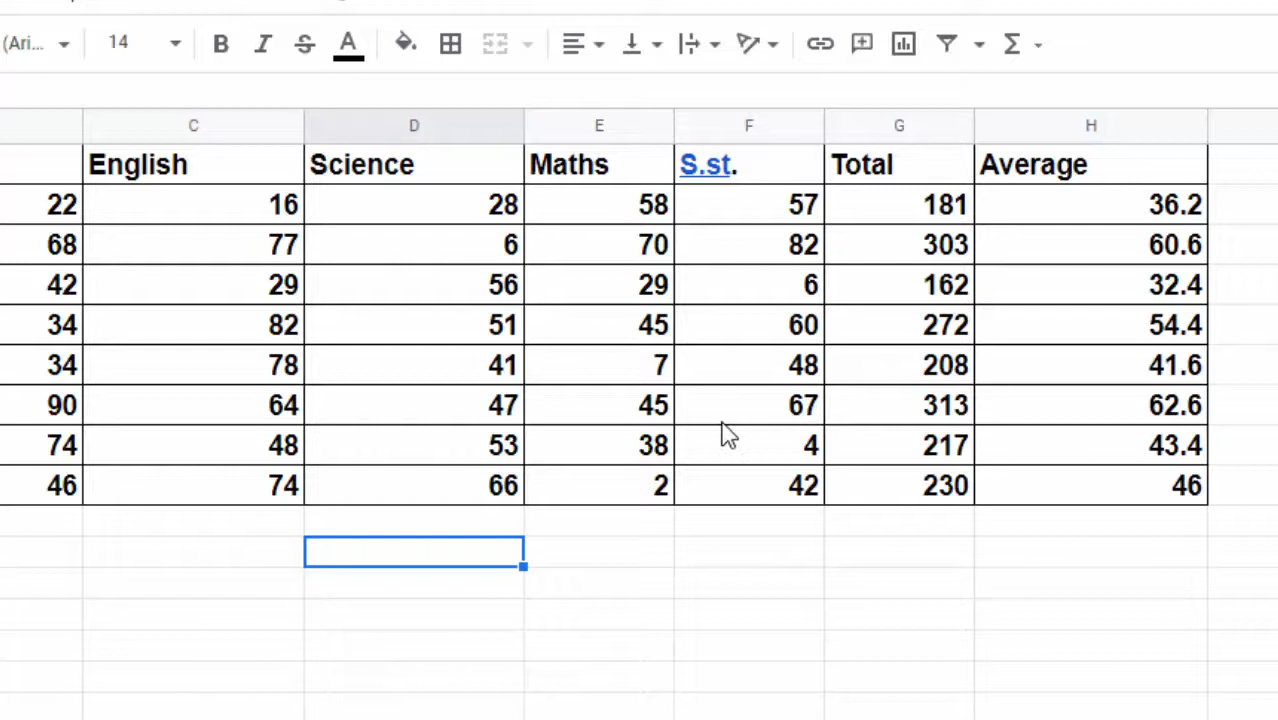 (Ari... 14 B I S A
C D E F G H
English Science Maths S.st. Total Average
22 16 28 58 57 181 36.2
68 77 6 70 82 303 60.6
42 29 56 29 6 162 32.4
34 82 51 45 60 272 54.4
34 78 41 7 48 208 41.6
90 64 47 45 67 313 62.6
74 48 53 38 4 217 43.4
46 74 66 2 42 230 46